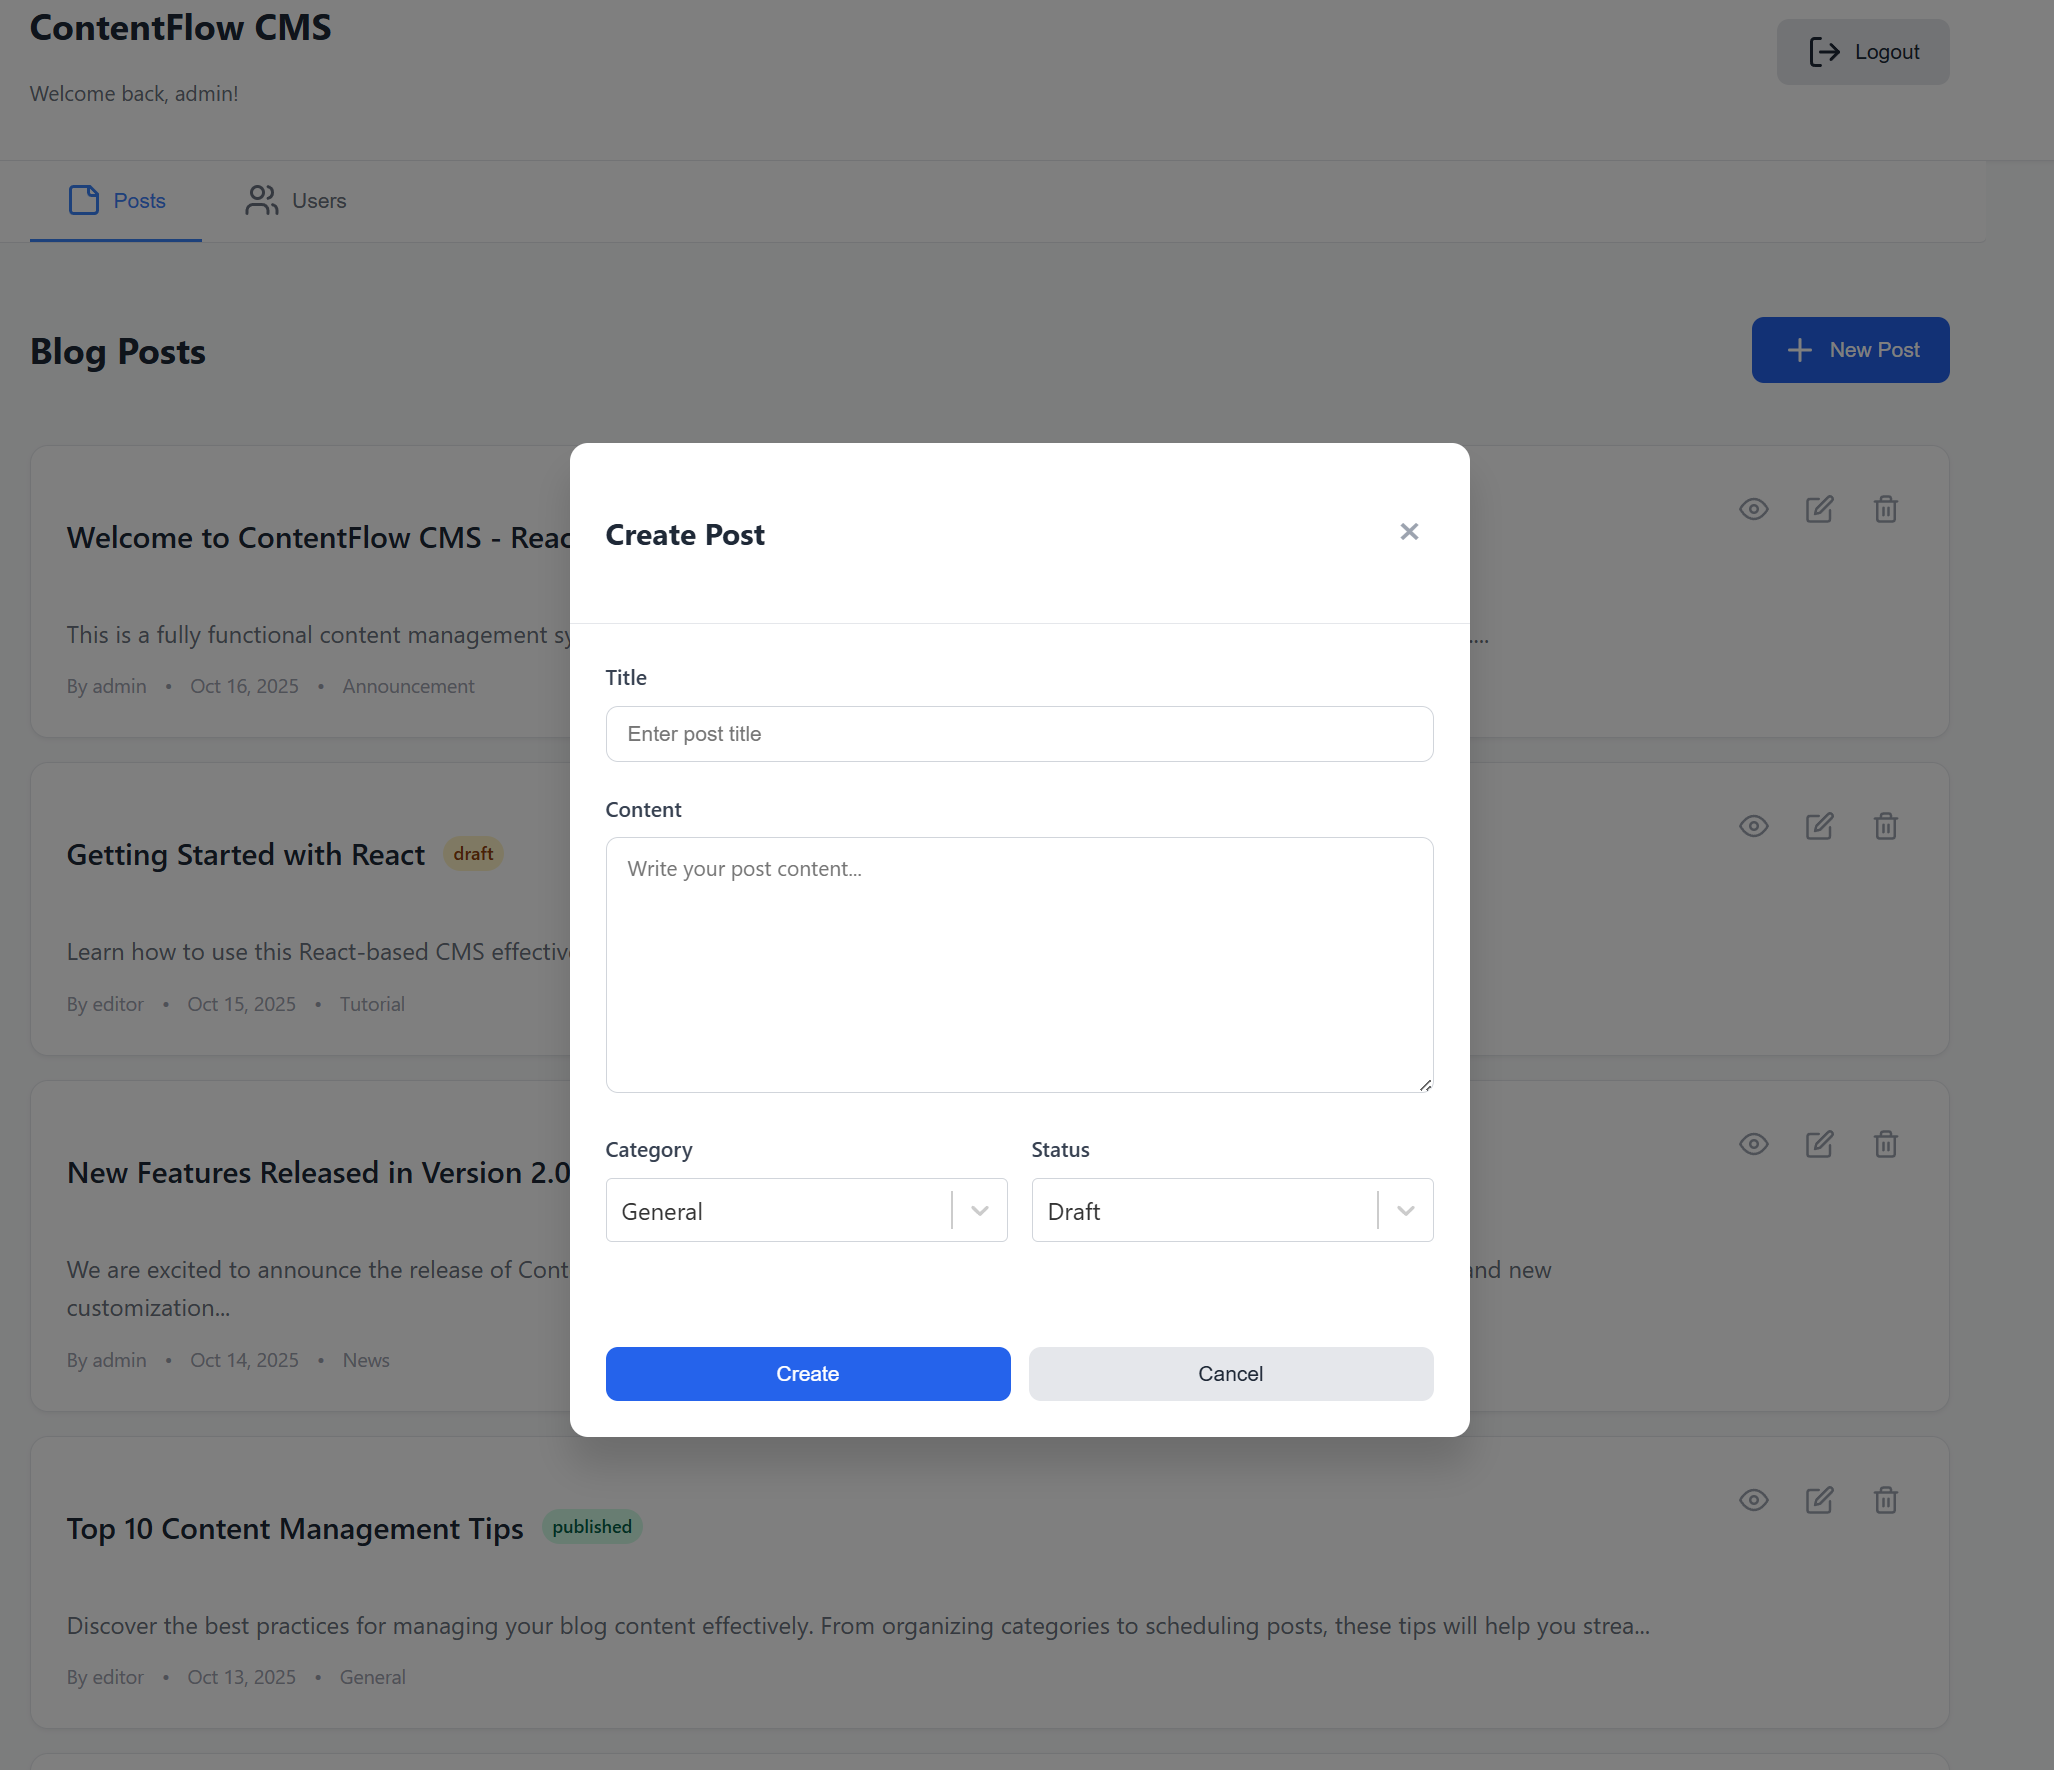 ContentFlow CMS
Logout
Welcome back, admin!
Posts
Users
Blog Posts
New Post
Welcome to ContentFlow CMS -
This is a fully functional content management
....
By admin • Oct 16, 2025 • Announcement
Getting Started with React draft
Learn how to use this React-based CMS
By editor • Oct 15, 2025 • Tutorial
New Features Released in Version 2.0
We are excited to announce the release of
new
customization...
By admin • Oct 14, 2025 • News
Create Post
Title
Enter post title
Content
Write your post content...
Category
Status
General
Draft
Create
Cancel
Top 10 Content Management Tips published
Discover the best practices for managing your blog content effectively. From organizing categories to scheduling posts, these tips will help you strea...
By editor • Oct 13, 2025 • General